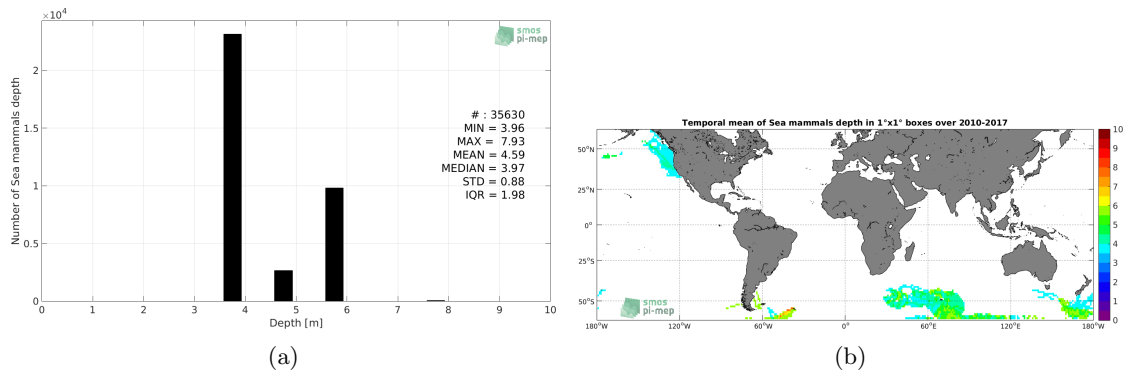 ×10⁴
smos
pi-mep
Number of Sea mammals depth
2
1.5
1
0.5
0
# : 35630
MIN = 3.96
MAX = 7.93
MEAN = 4.59
MEDIAN = 3.97
STD = 0.88
IQR = 1.98
0 1 2 3 4 5 6 7 8 9 10
Depth [m]
(a)
Temporal mean of Sea mammals depth in 1°x1° boxes over 2010-2017
50°N
25°N
0°
25°S
50°S
smos
pi-mep
180°W 120°W 60°W 0° 60°E 120°E 180°W
10
9
8
7
6
5
4
3
2
1
0
(b)